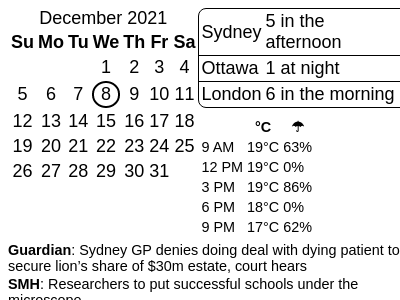 December 2021
Su Mo Tu We Th Fr Sa
1 2 3 4
5 6 7 8 9 10 11
12 13 14 15 16 17 18
19 20 21 22 23 24 25
26 27 28 29 30 31
Sydney 5 in the
afternoon
Ottawa 1 at night
London 6 in the morning
°C ☂
9 AM 19°C 63%
12 PM 19°C 0%
3 PM 19°C 86%
6 PM 18°C 0%
9 PM 17°C 62%
Guardian: Sydney GP denies doing deal with dying patient to
secure lion’s share of $30m estate, court hears
SMH: Researchers to put successful schools under the
microscope